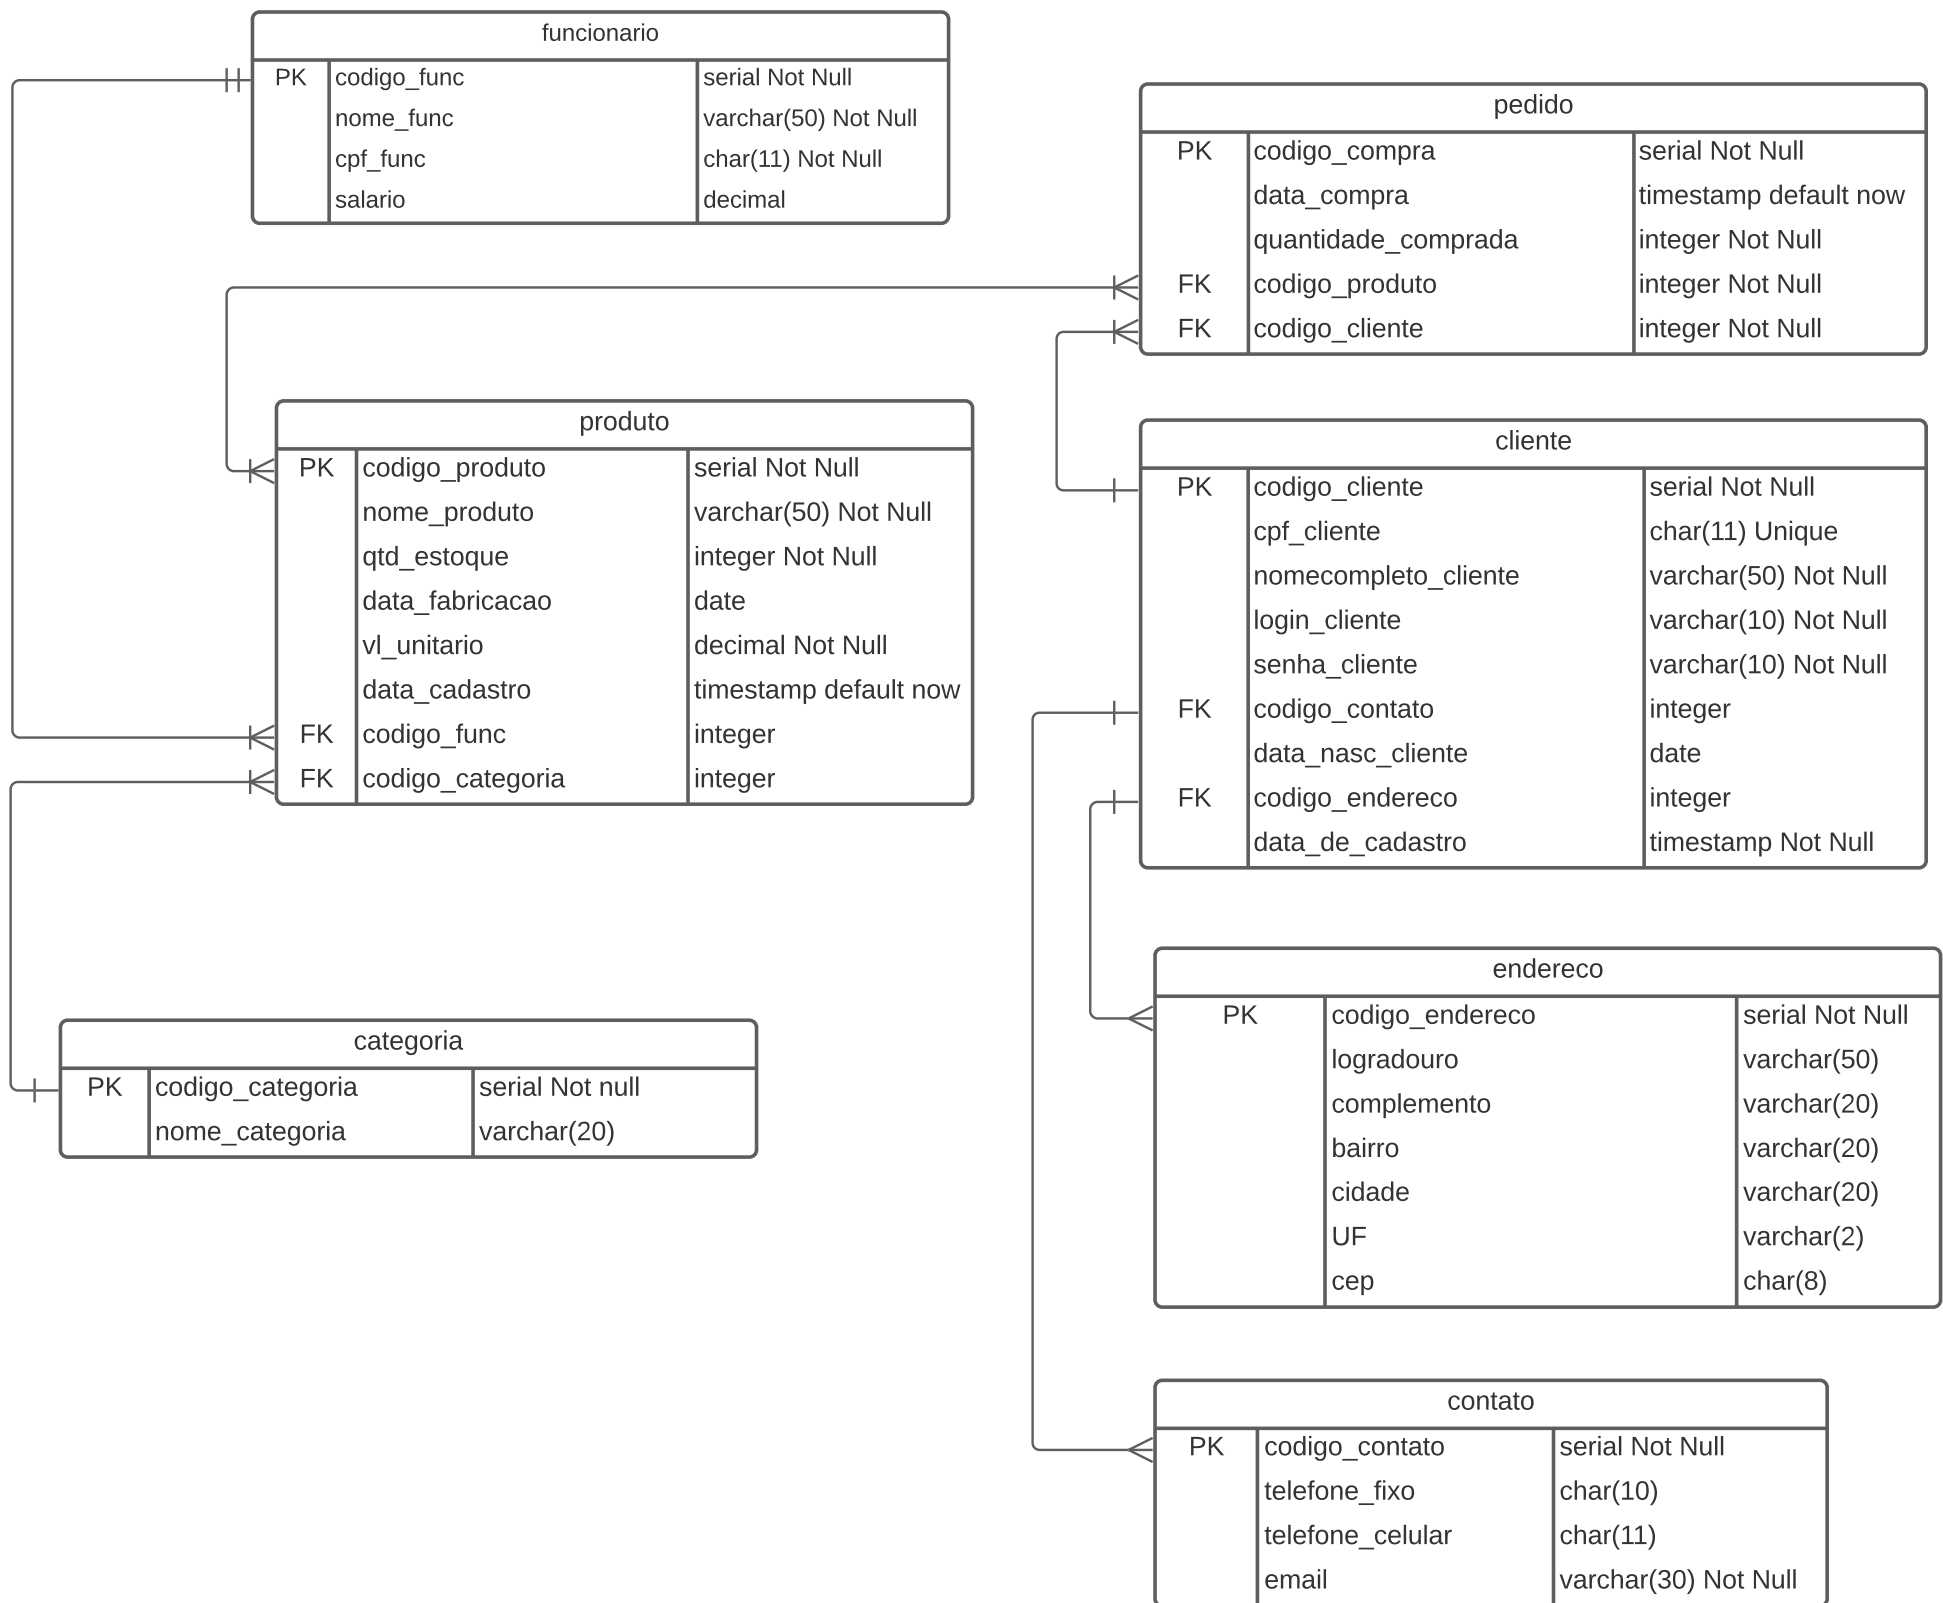 funcionario
PK codigo_func serial Not Null
nome_func varchar(50) Not Null
cpf_func char(11) Not Null
salario decimal
pedido
PK codigo_compra serial Not Null
data_compra timestamp default now
quantidade_comprada integer Not Null
FK codigo_produto integer Not Null
FK codigo_cliente integer Not Null
produto
PK codigo_produto serial Not Null
nome_produto varchar(50) Not Null
qtd_estoque integer Not Null
data_fabricacao date
vl_unitario decimal Not Null
data_cadastro timestamp default now
FK codigo_func integer
FK codigo_categoria integer
cliente
PK codigo_cliente serial Not Null
cpf_cliente char(11) Unique
nomecompleto_cliente varchar(50) Not Null
login_cliente varchar(10) Not Null
senha_cliente varchar(10) Not Null
FK codigo_contato integer
data_nasc_cliente date
FK codigo_endereco integer
data_de_cadastro timestamp Not Null
categoria
PK codigo_categoria serial Not null
nome_categoria varchar(20)
endereco
PK codigo_endereco serial Not Null
logradouro varchar(50)
complemento varchar(20)
bairro varchar(20)
cidade varchar(20)
UF varchar(2)
cep char(8)
contato
PK codigo_contato serial Not Null
telefone_fixo char(10)
telefone_celular char(11)
email varchar(30) Not Null